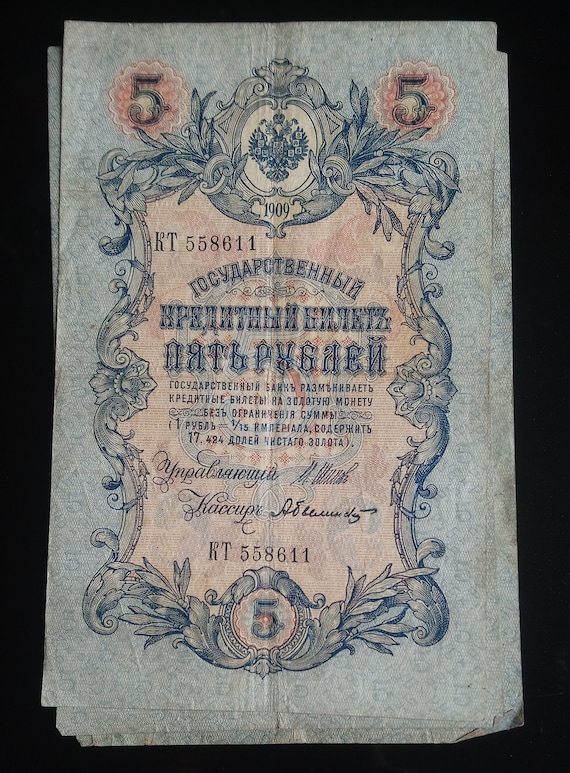 5 5
1909
КТ 558611
ГОСУДАРСТВЕННЫЙ
КРЕДИТНЫЙ БИЛЕТЪ
ПЯТЬ РУБЛЕЙ
ГОСУДАРСТВЕННЫЙ БАНКЪ РАЗМѢНИВАЕТЪ
КРЕДИТНЫЕ БИЛЕТЫ НА ЗОЛОТУЮ МОНЕТУ
БЕЗЪ ОГРАНИЧЕНІЯ СУММЫ
(1 РУБЛЬ = 1/15 ИМПЕРІАЛА, СОДЕРЖИТЪ
17,424 ДОЛЕЙ ЧИСТАГО ЗОЛОТА).
Управляющій
Кассиръ
КТ 558611
5